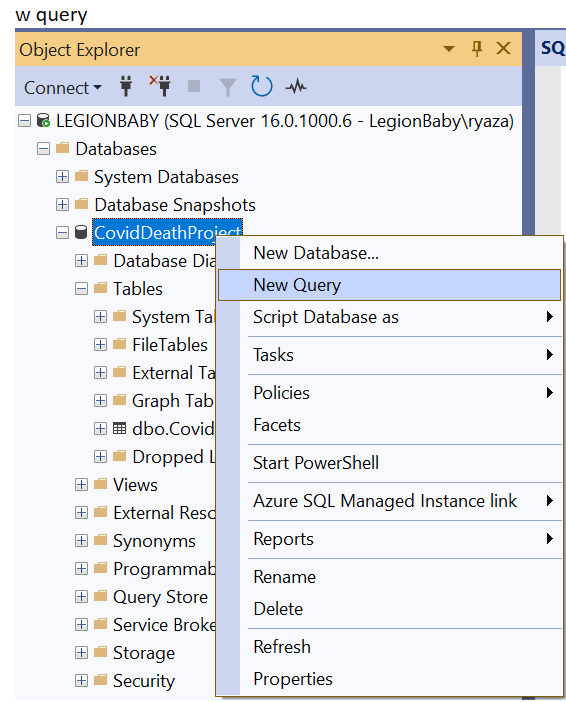 w query
Object Explorer
SQ
Connect
LEGIONBABY (SQL Server 16.0.1000.6 - LegionBaby\ryaza)
Databases
System Databases
Database Snapshots
CovidDeathProject
Database Dia
Tables
System Tal
FileTables
External Ta
Graph Tab
dbo.Covid
Dropped L
Views
External Reso
Synonyms
Programmab
Query Store
Service Broke
Storage
Security
New Database...
New Query
Script Database as
Tasks
Policies
Facets
Start PowerShell
Azure SQL Managed Instance link
Reports
Rename
Delete
Refresh
Properties